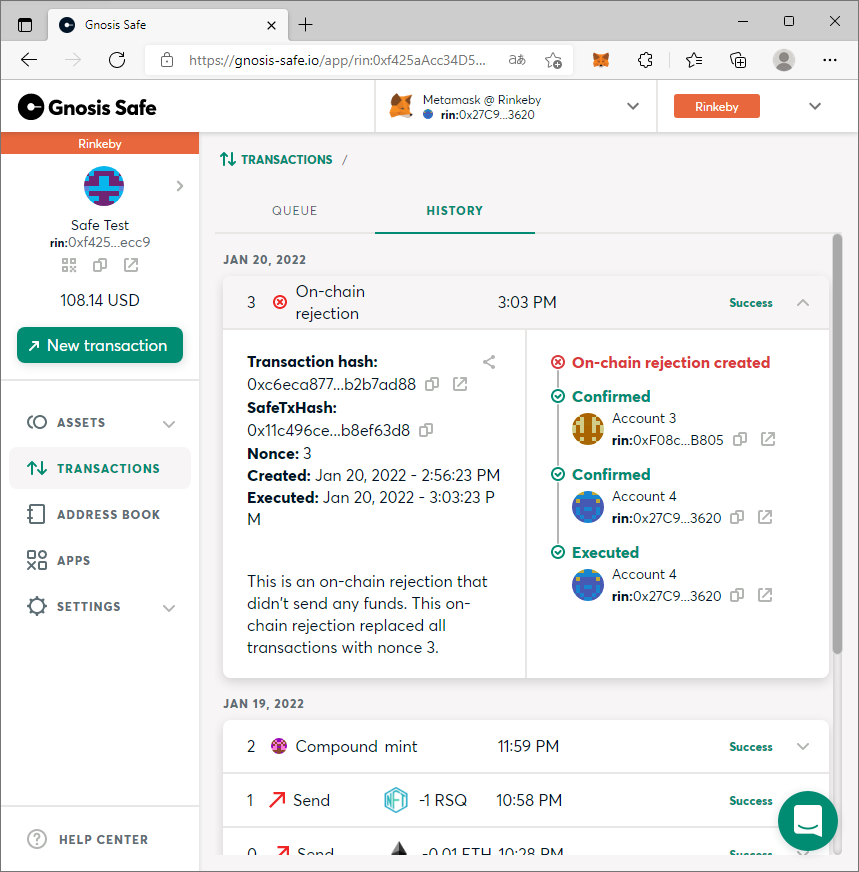 Gnosis Safe
https://gnosis-safe.io/app/rin:0xf425aAcc34D5...
Gnosis Safe
Metamask @ Rinkeby
rin:0x27C9...3620
Rinkeby
Rinkeby
Safe Test
rin:0xf425...ecc9
108.14 USD
New transaction
ASSETS
TRANSACTIONS
ADDRESS BOOK
APPS
SETTINGS
HELP CENTER
TRANSACTIONS /
QUEUE
HISTORY
JAN 20, 2022
3 On-chain rejection 3:03 PM Success
Transaction hash:
0xc6eca877...b2b7ad88
SafeTxHash:
0x11c496ce...b8ef63d8
Nonce: 3
Created: Jan 20, 2022 - 2:56:23 PM
Executed: Jan 20, 2022 - 3:03:23 P
M
This is an on-chain rejection that
didn't send any funds. This on-
chain rejection replaced all
transactions with nonce 3.
On-chain rejection created
Confirmed
Account 3
rin:0xF08c...B805
Confirmed
Account 4
rin:0x27C9...3620
Executed
Account 4
rin:0x27C9...3620
JAN 19, 2022
2 Compound mint 11:59 PM Success
1 Send NFT -1 RSQ 10:58 PM Success
0 Send -0.01 ETH 10:28 PM Success